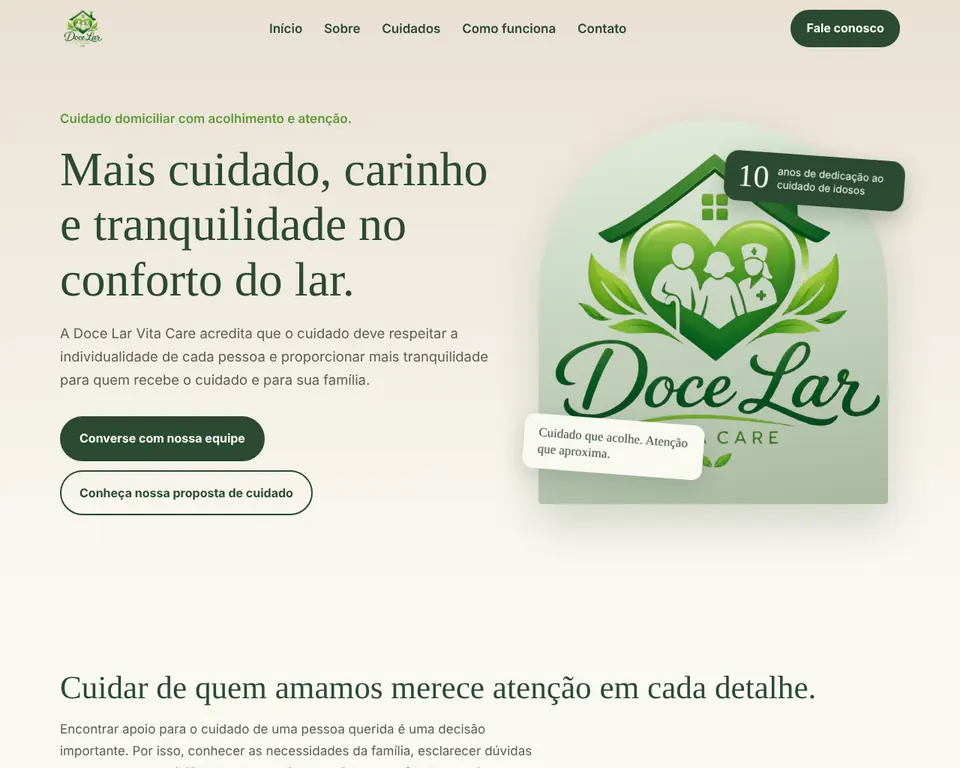 Doce Lar
Início
Sobre
Cuidados
Como funciona
Contato
Fale conosco
Cuidado domiciliar com acolhimento e atenção.
Mais cuidado, carinho
e tranquilidade no
conforto do lar.
A Doce Lar Vita Care acredita que o cuidado deve respeitar a
individualidade de cada pessoa e proporcionar mais tranquilidade
para quem recebe o cuidado e para sua família.
Converse com nossa equipe
Conheça nossa proposta de cuidado
10
anos de dedicação ao
cuidado de idosos
Doce Lar
CARE
Cuidado que acolhe. Atenção
que aproxima.
Cuidar de quem amamos merece atenção em cada detalhe.
Encontrar apoio para o cuidado de uma pessoa querida é uma decisão
importante. Por isso, conhecer as necessidades da família, esclarecer dúvidas